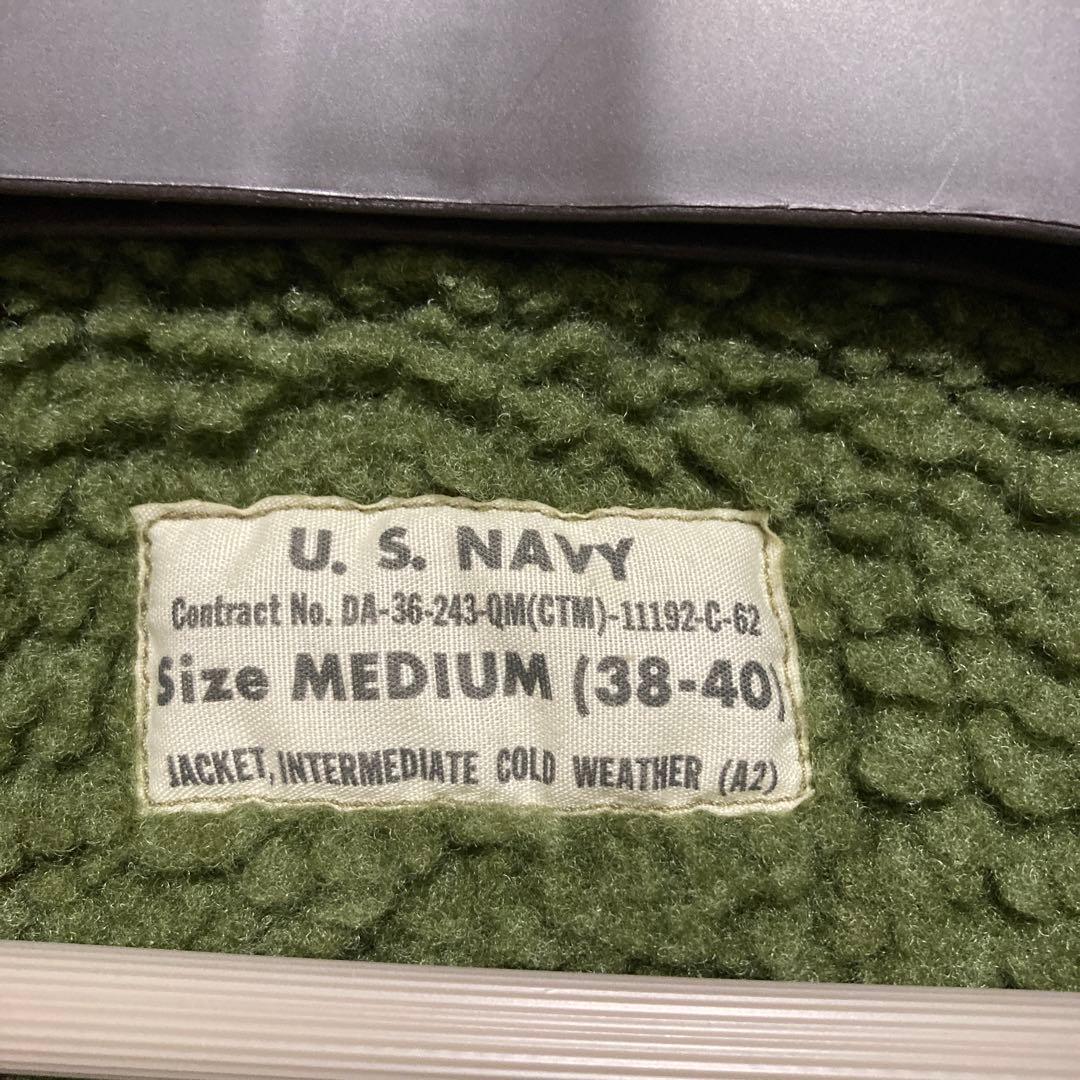 U. S. NAVY
Contract No. DA-36-243-QM(CTM)-11192-C-62
Size MEDIUM (38-40)
JACKET, INTERMEDIATE COLD WEATHER (A2)